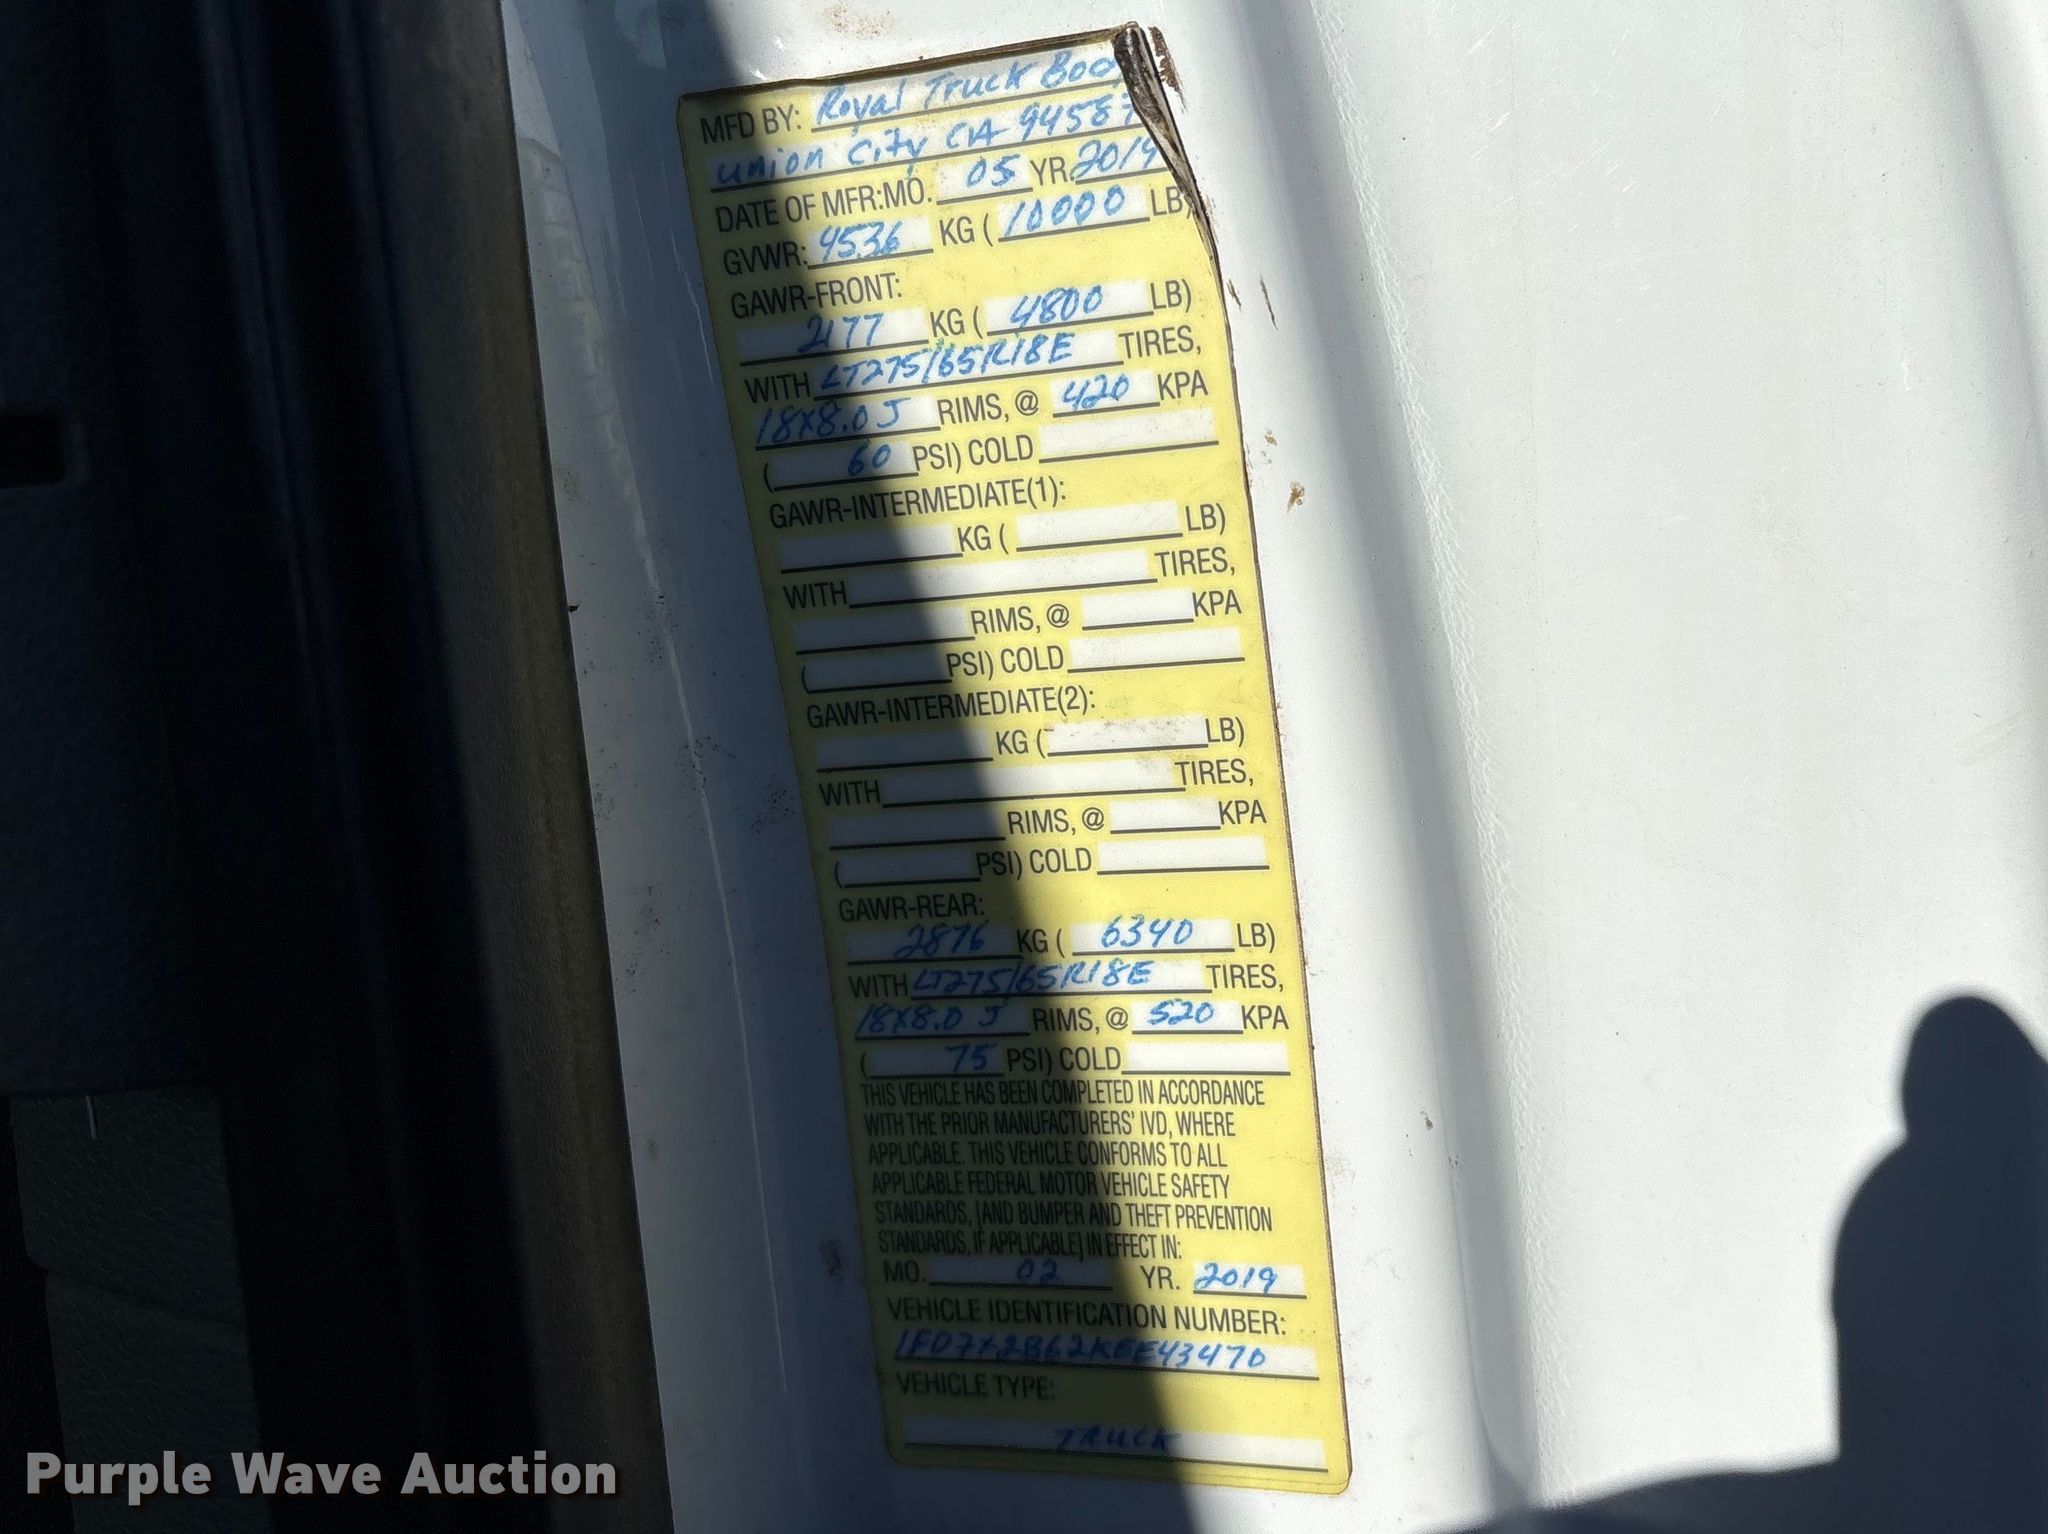 MFD BY: Royal Truck Bod
Union City CA 94587
DATE OF MFR:MO. 05 YR. 2019
GVWR: 4536 KG ( 10000 LB)
GAWR-FRONT:
2177 KG ( 4800 LB)
WITH LT275/65R18E TIRES,
18x8.0J RIMS, @ 420 KPA
( 60 PSI) COLD
GAWR-INTERMEDIATE(1):
KG ( LB)
WITH TIRES,
RIMS, @ KPA
( PSI) COLD
GAWR-INTERMEDIATE(2):
KG ( LB)
WITH TIRES,
RIMS, @ KPA
( PSI) COLD
GAWR-REAR:
2876 KG ( 6340 LB)
WITH LT275/65R18E TIRES,
18x8.0 J RIMS, @ 520 KPA
( 75 PSI) COLD
THIS VEHICLE HAS BEEN COMPLETED IN ACCORDANCE
WITH THE PRIOR MANUFACTURERS' IVD, WHERE
APPLICABLE. THIS VEHICLE CONFORMS TO ALL
APPLICABLE FEDERAL MOTOR VEHICLE SAFETY
STANDARDS, [AND BUMPER AND THEFT PREVENTION
STANDARDS, IF APPLICABLE] IN EFFECT IN:
MO. 02 YR. 2019
VEHICLE IDENTIFICATION NUMBER:
1FD7X2B62KEE43470
VEHICLE TYPE:
TRUCK
Purple Wave Auction